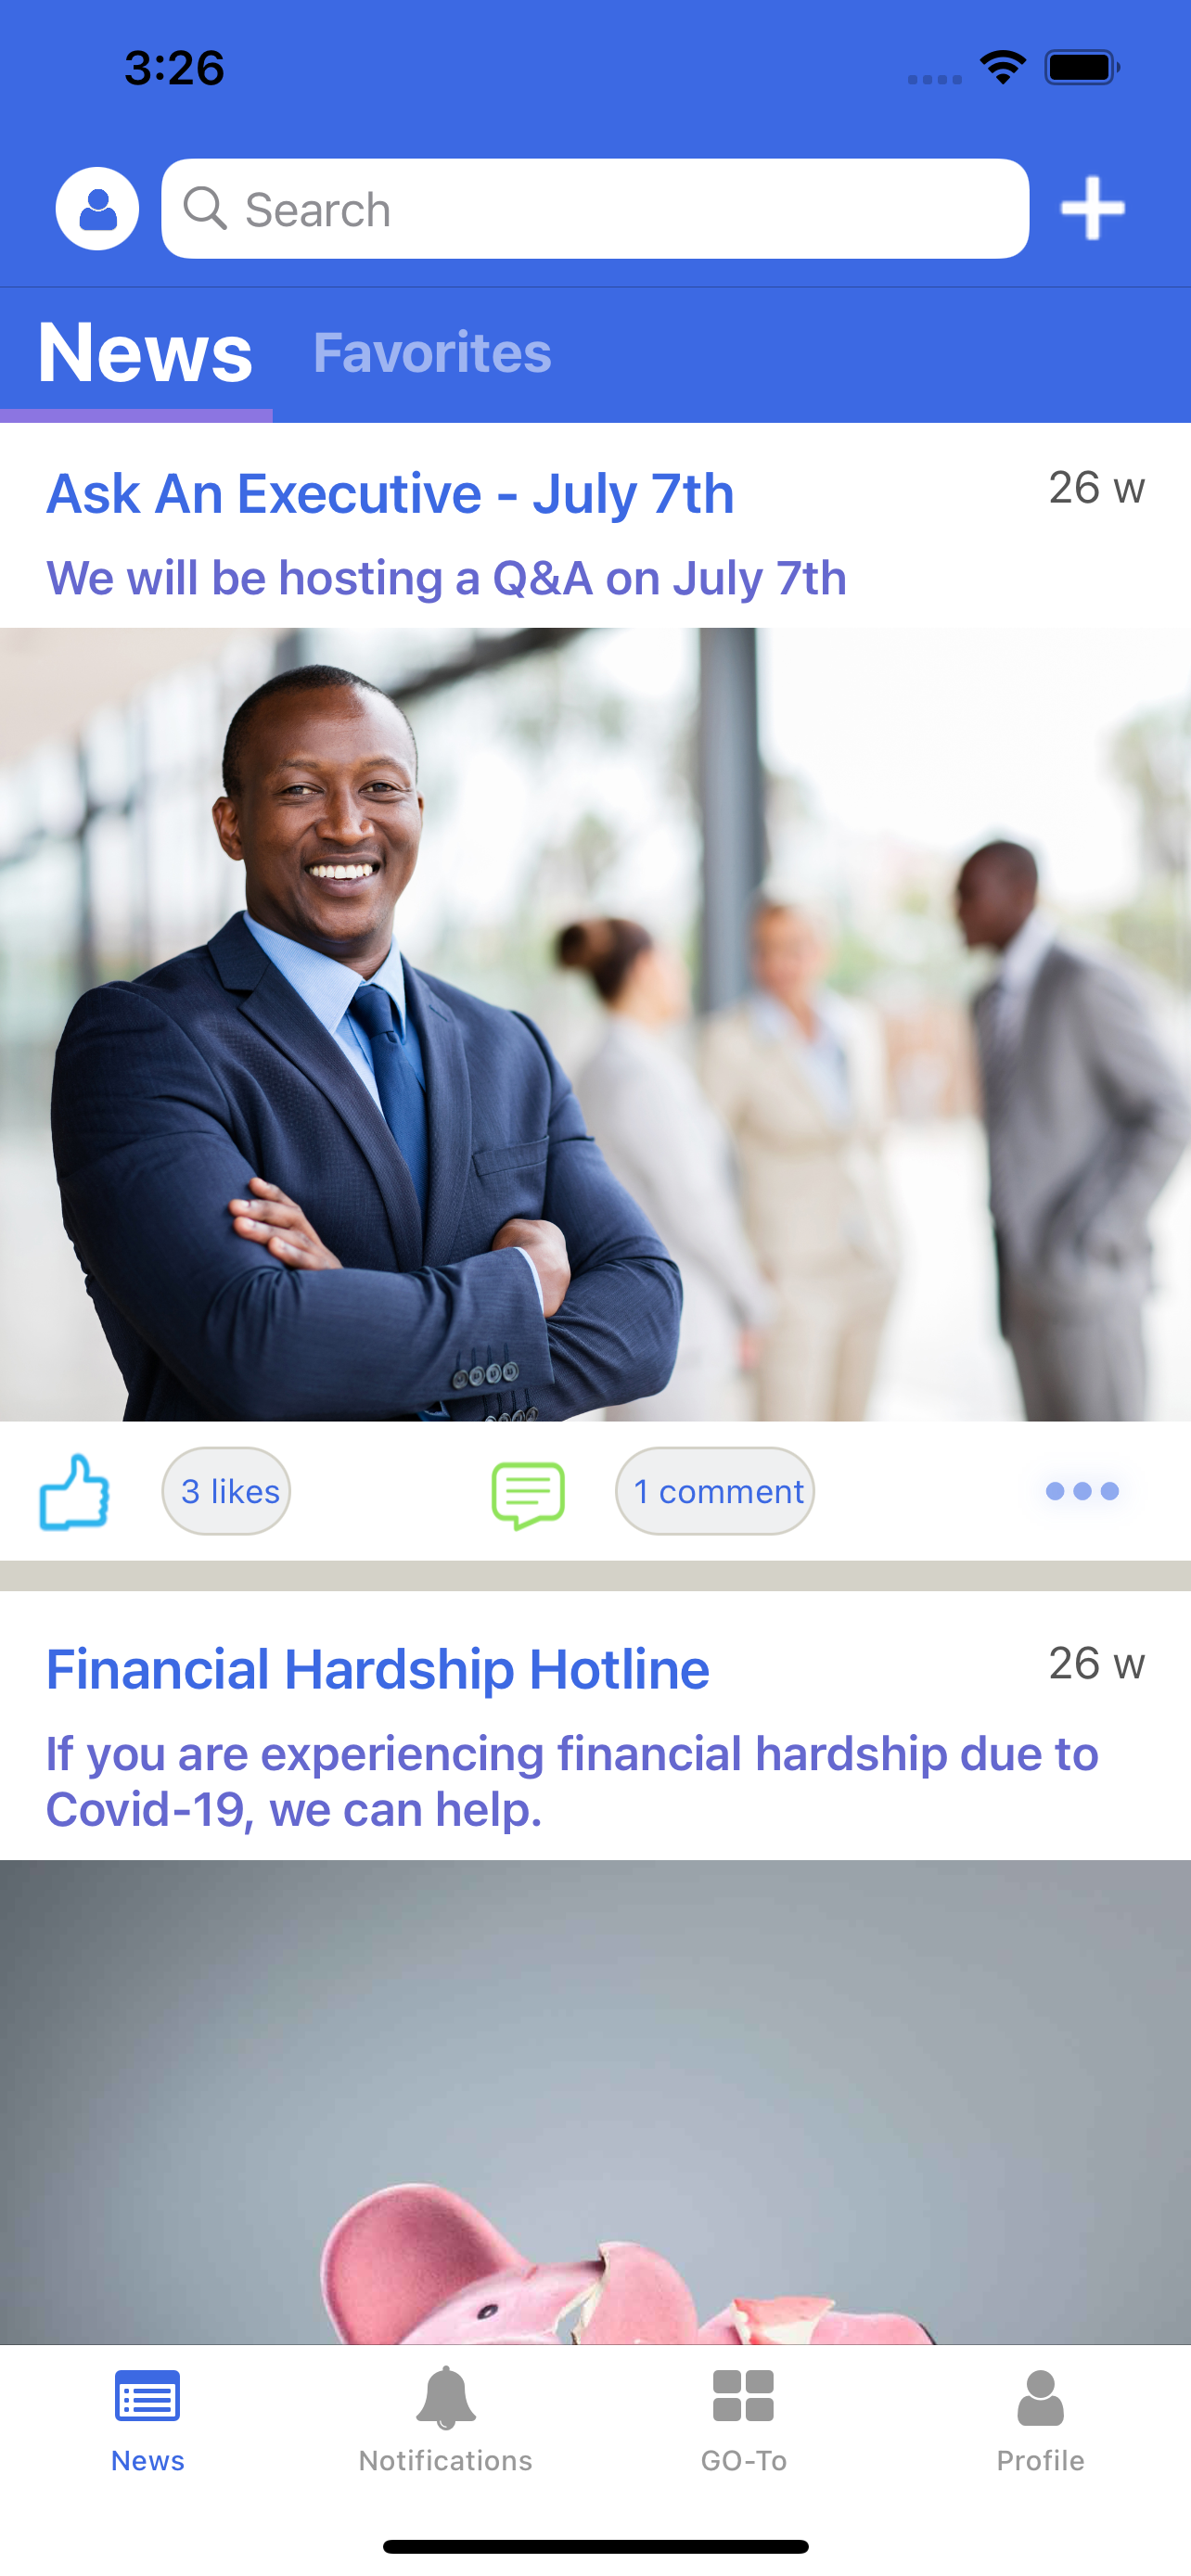 3:26
Search
News Favorites
Ask An Executive - July 7th 26 w
We will be hosting a Q&A on July 7th
3 likes 1 comment
Financial Hardship Hotline 26 w
If you are experiencing financial hardship due to
Covid-19, we can help.
News Notifications GO-To Profile